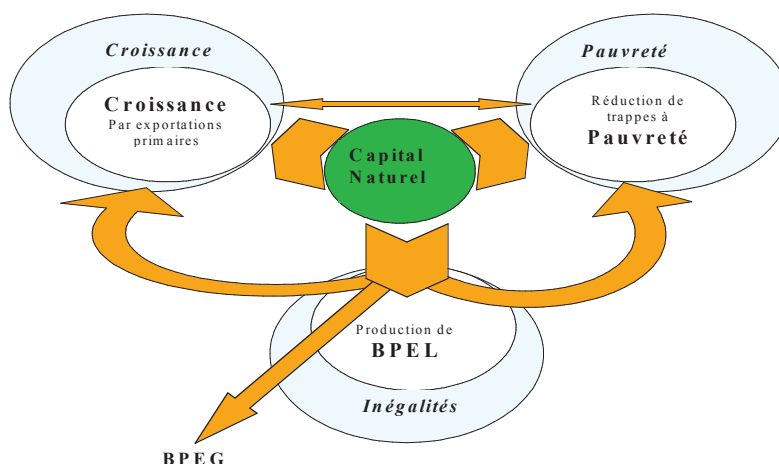 Croissance
Croissance
Par exportations
primaires
Pauvreté
Réduction de
trappes à
Pauvreté
Capital
Naturel
Production de
BPEL
Inégalités
BPEG